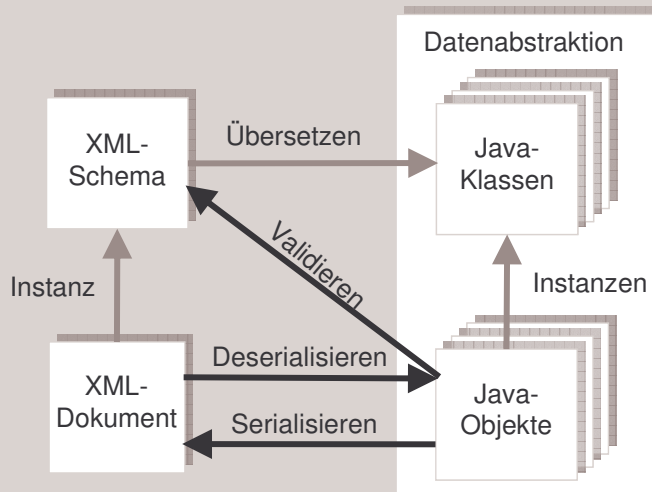 Datenabstraktion
XML-
Schema
Übersetzen
Java-
Klassen
Validieren
Instanz
Instanzen
XML-
Dokument
Deserialisieren
Serialisieren
Java-
Objekte